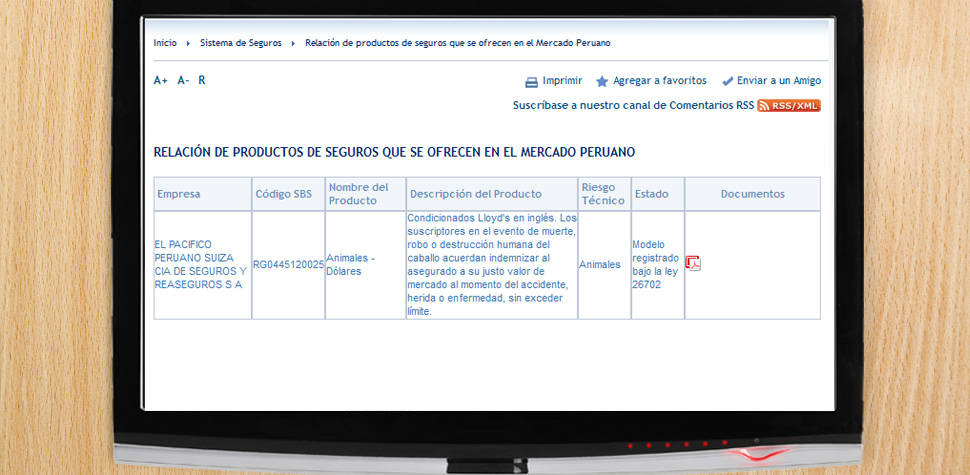 Inicio Sistema de Seguros Relación de productos de seguros que se ofrecen en el Mercado Peruano
A+ A- R Imprimir Agregar a favoritos Enviar a un Amigo
Suscríbase a nuestro canal de Comentarios RSS RSS/XML
RELACIÓN DE PRODUCTOS DE SEGUROS QUE SE OFRECEN EN EL MERCADO PERUANO
Empresa
Código SBS
Nombre del
Producto
Descripción del Producto
Riesgo
Técnico
Estado
Documentos
EL PACIFICO
PERUANO SUIZA
CIA DE SEGUROS Y
REASEGUROS S A
RG0445120025
Animales -
Dólares
Condicionados Lloyd's en inglés. Los
suscriptores en el evento de muerte,
robo o destrucción humana del
caballo acuerdan indemnizar al
asegurado a su justo valor de
mercado al momento del accidente,
herida o enfermedad, sin exceder
límite.
Animales
Modelo
registrado
bajo la ley
26702